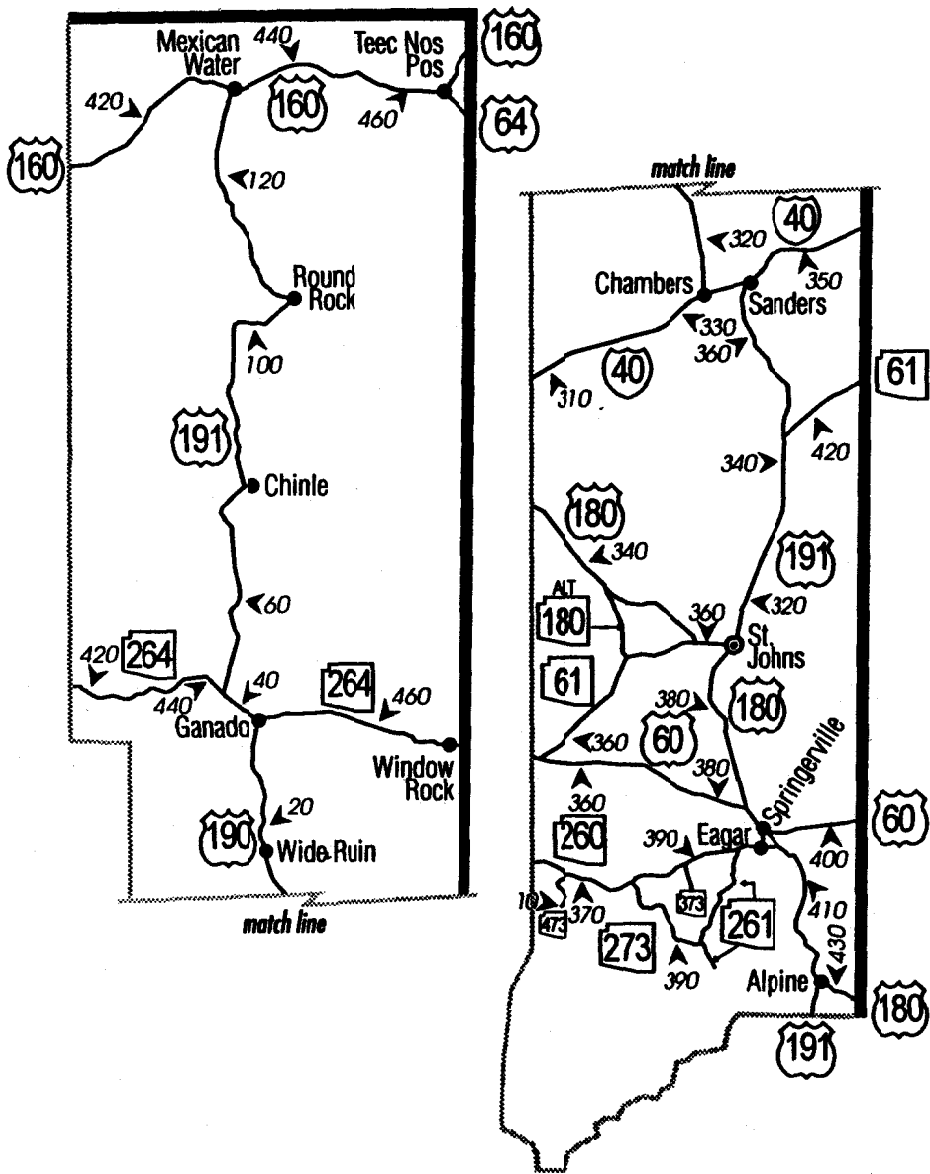 440
Mexican
Water
Teec Nos
Pos
160
420
160
460
64
160
120
Round
Rock
100
191
Chinle
60
420
264
40
264
460
440
Ganado
Window
Rock
20
190
Wide Ruin
match line
match line
40
320
350
Chambers
Sanders
330
360
40
310
61
420
340
180
340
191
ALT
180
360
320
St.
Johns
61
380
180
360
60
380
Springerville
360
260
390
Eagar
60
400
10
473
370
373
261
410
273
390
430
Alpine
180
191